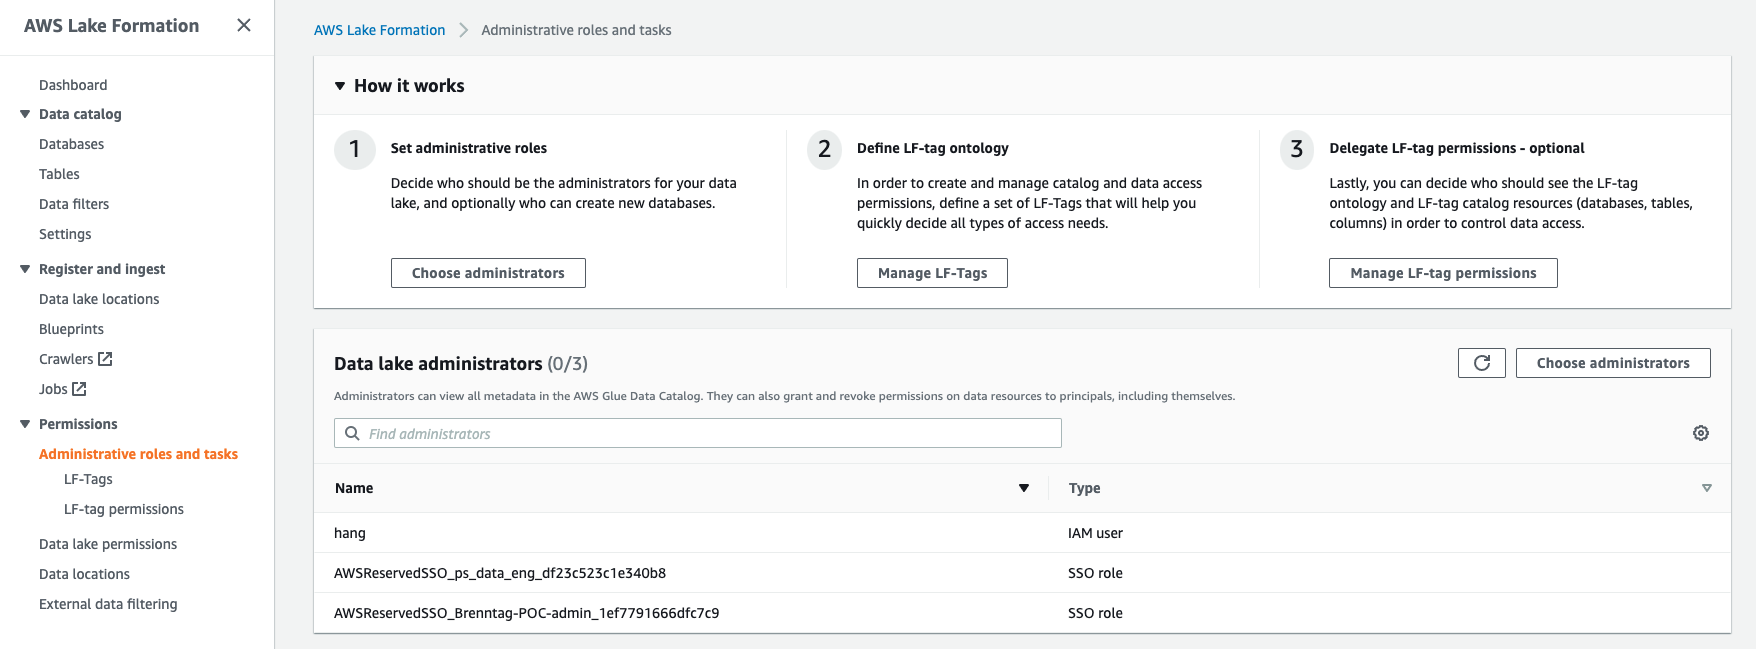 AWS Lake Formation
Dashboard
Data catalog
Databases
Tables
Data filters
Settings
Register and ingest
Data lake locations
Blueprints
Crawlers
Jobs
Permissions
Administrative roles and tasks
LF-Tags
LF-tag permissions
Data lake permissions
Data locations
External data filtering
AWS Lake Formation Administrative roles and tasks
How it works
1 Set administrative roles
Decide who should be the administrators for your data
lake, and optionally who can create new databases.
Choose administrators
2 Define LF-tag ontology
In order to create and manage catalog and data access
permissions, define a set of LF-Tags that will help you
quickly decide all types of access needs.
Manage LF-Tags
3 Delegate LF-tag permissions - optional
Lastly, you can decide who should see the LF-tag
ontology and LF-tag catalog resources (databases, tables,
columns) in order to control data access.
Manage LF-tag permissions
Data lake administrators (0/3)
Choose administrators
Administrators can view all metadata in the AWS Glue Data Catalog. They can also grant and revoke permissions on data resources to principals, including themselves.
Find administrators
Name Type
hang IAM user
AWSReservedSSO_ps_data_eng_df23c523c1e340b8 SSO role
AWSReservedSSO_Brenntag-POC-admin_1ef7791666dfc7c9 SSO role